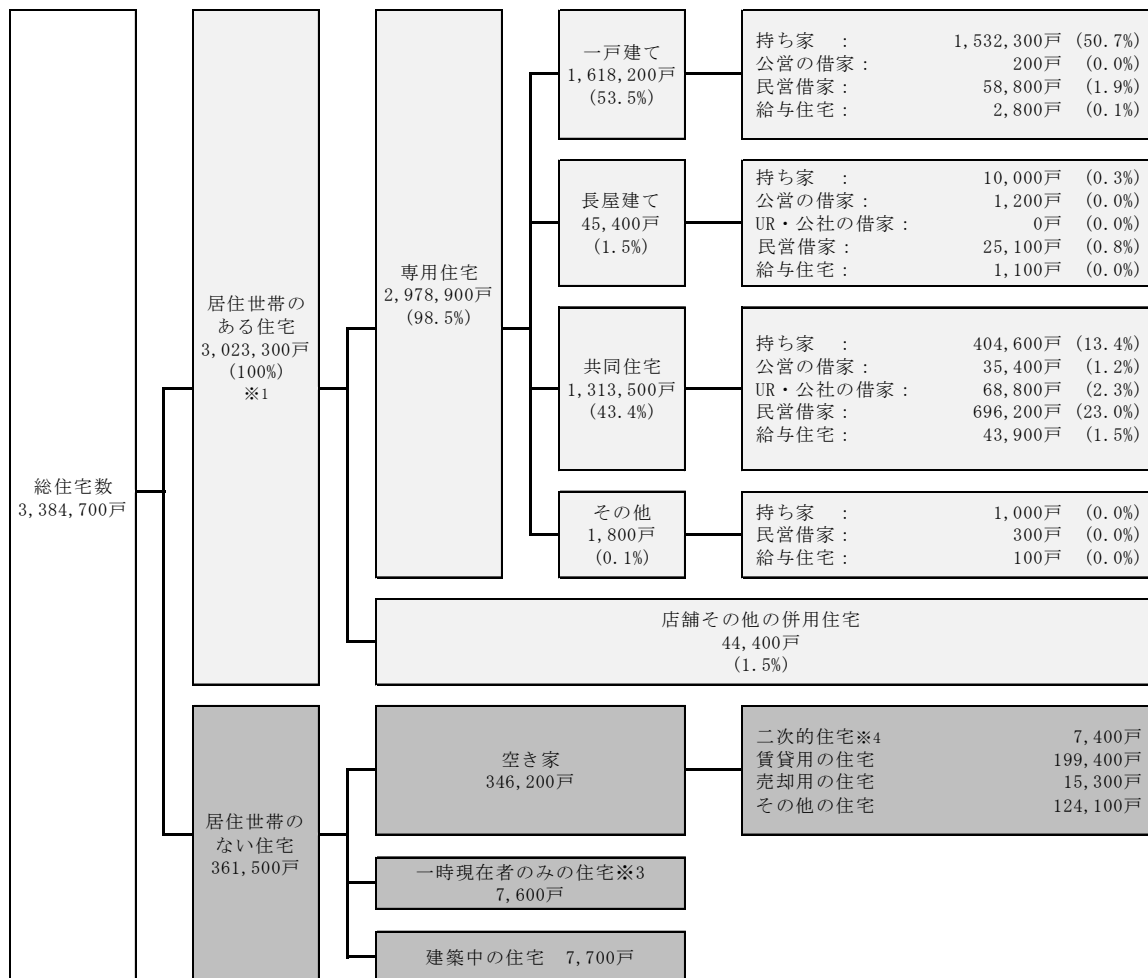 総住宅数
3,384,700戸
居住世帯の
ある住宅
3,023,300戸
(100%)
※1
専用住宅
2,978,900戸
(98.5%)
一戸建て
1,618,200戸
(53.5%)
持ち家 : 1,532,300戸 (50.7%)
公営の借家: 200戸 (0.0%)
民営借家: 58,800戸 (1.9%)
給与住宅: 2,800戸 (0.1%)
長屋建て
45,400戸
(1.5%)
持ち家 : 10,000戸 (0.3%)
公営の借家: 1,200戸 (0.0%)
UR・公社の借家: 0戸 (0.0%)
民営借家: 25,100戸 (0.8%)
給与住宅: 1,100戸 (0.0%)
共同住宅
1,313,500戸
(43.4%)
持ち家 : 404,600戸 (13.4%)
公営の借家: 35,400戸 (1.2%)
UR・公社の借家: 68,800戸 (2.3%)
民営借家: 696,200戸 (23.0%)
給与住宅: 43,900戸 (1.5%)
その他
1,800戸
(0.1%)
持ち家 : 1,000戸 (0.0%)
民営借家: 300戸 (0.0%)
給与住宅: 100戸 (0.0%)
店舗その他の併用住宅
44,400戸
(1.5%)
居住世帯の
ない住宅
361,500戸
空き家
346,200戸
二次的住宅※4 7,400戸
賃貸用の住宅 199,400戸
売却用の住宅 15,300戸
その他の住宅 124,100戸
一時現在者のみの住宅※3
7,600戸
建築中の住宅 7,700戸